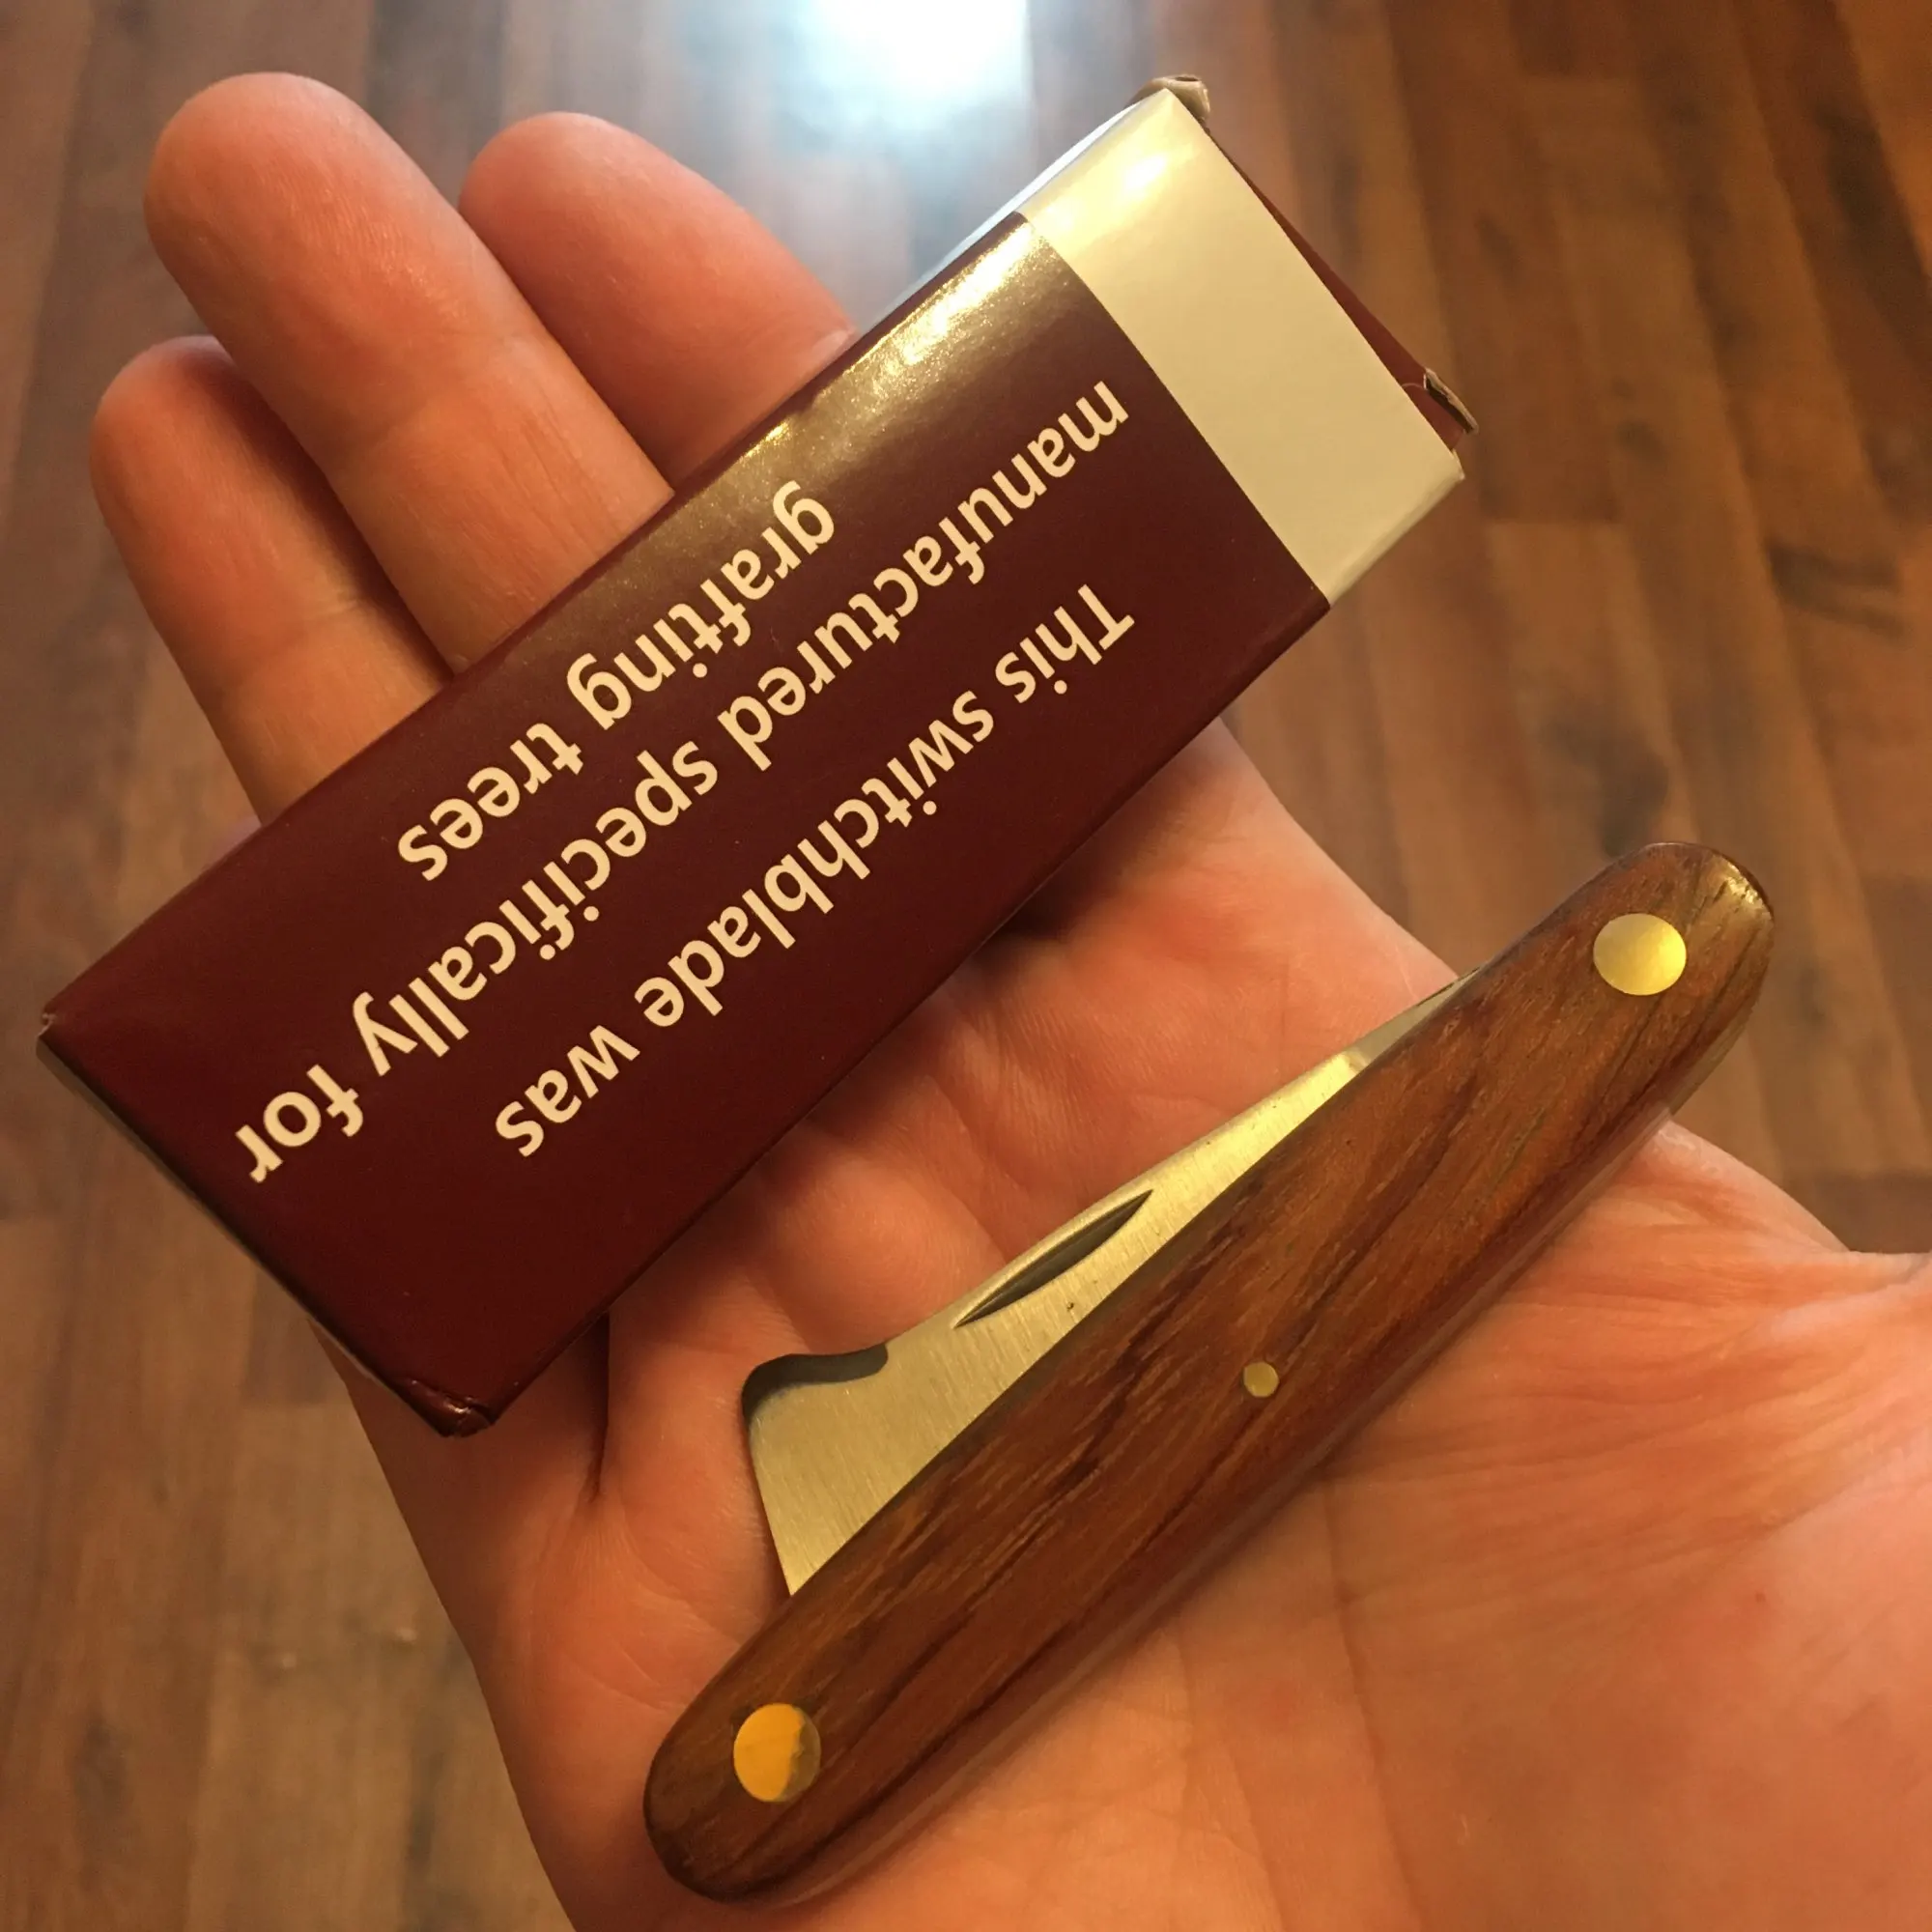 This switchblade was
manufactured specifically for
grafting trees